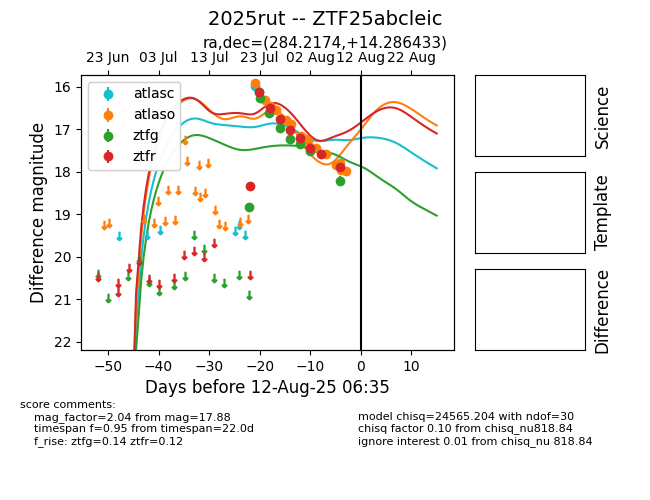 2025rut -- ZTF25abcleic
ra,dec=(284.2174,+14.286433)
23 Jun 03 Jul 13 Jul 23 Jul 02 Aug 12 Aug 22 Aug
atlasc
atlaso
ztfg
ztfr
16
17
18
19
20
21
22
Difference magnitude
−50 −40 −30 −20 −10 0 10
Days before 12-Aug-25 06:35
Science
Template
Difference
score comments:
mag_factor=2.04 from mag=17.88
timespan f=0.95 from timespan=22.0d
f_rise: ztfg=0.14 ztfr=0.12
model chisq=24565.204 with ndof=30
chisq factor 0.10 from chisq_nu818.84
ignore interest 0.01 from chisq_nu 818.84